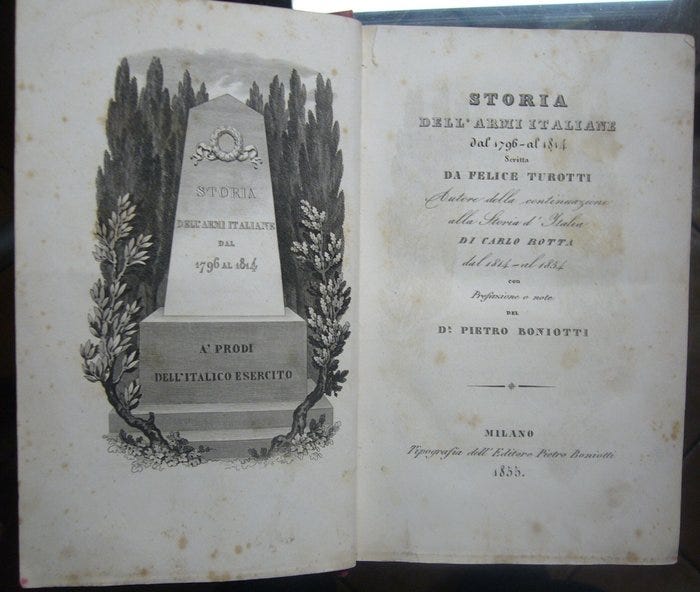 STORIA
DELL'ARMI ITALIANE
DAL
1796 AL 1814
A' PRODI
DELL'ITALICO ESERCITO
STORIA
DELL'ARMI ITALIANE
dal 1796 - al 1814
Scritta
DA FELICE TUROTTI
Autore della continuazione
alla Storia d'Italia
DI CARLO BOTTA
dal 1814 - al 1854
con
Prefazione e note
DEL
D.r PIETRO BONIOTTI
MILANO
Tipografia dell'Editore Pietro Boniotti
1855.